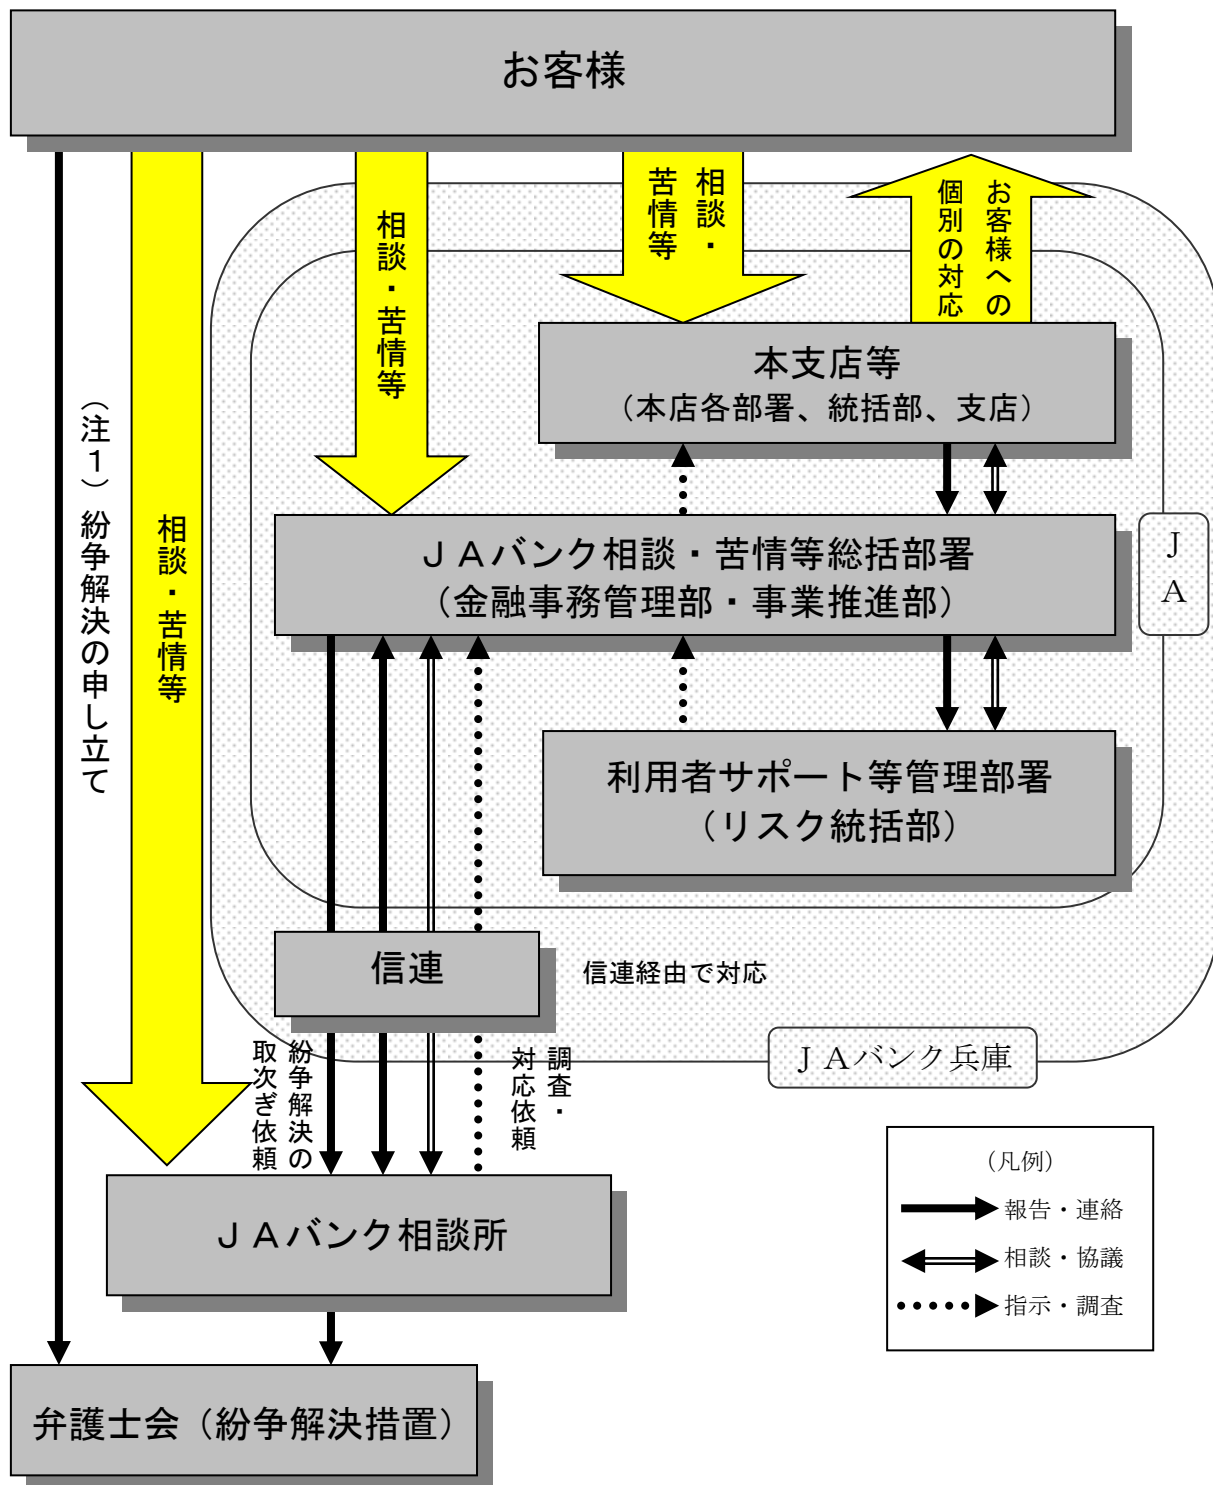 お客様
相談・
苦情等
お客様への
個別の対応
相談・苦情等
本支店等
（本店各部署、統括部、支店）
（注１）紛争解決の申し立て
相談・苦情等
ＪＡバンク相談・苦情等総括部署
（金融事務管理部・事業推進部）
Ｊ
Ａ
利用者サポート等管理部署
（リスク統括部）
信連
信連経由で対応
ＪＡバンク兵庫
紛争解決の
取次ぎ依頼
調査・
対応依頼
ＪＡバンク相談所
（凡例）
報告・連絡
相談・協議
指示・調査
弁護士会（紛争解決措置）